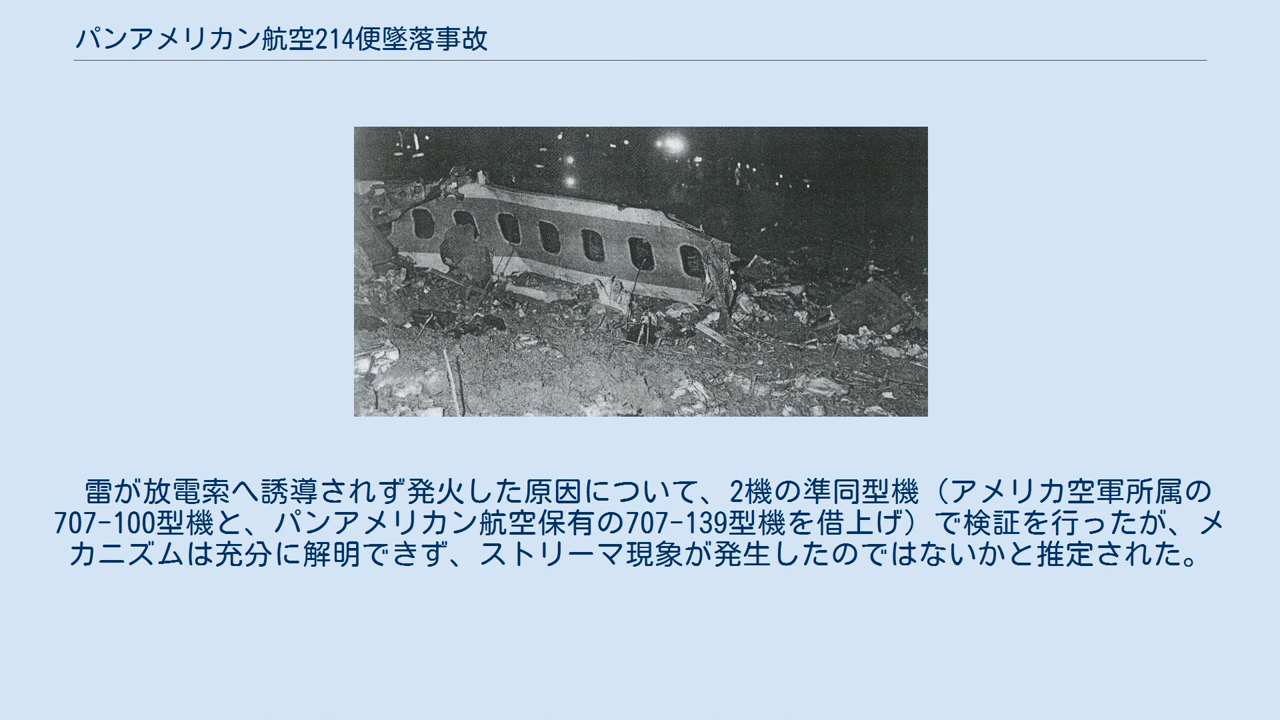 パンアメリカン航空214便墜落事故
雷が放電索へ誘導されず発火した原因について、2機の準同型機（アメリカ空軍所属の
707-100型機と、パンアメリカン航空保有の707-139型機を借上げ）で検証を行ったが、メ
カニズムは充分に解明できず、ストリーマ現象が発生したのではないかと推定された。